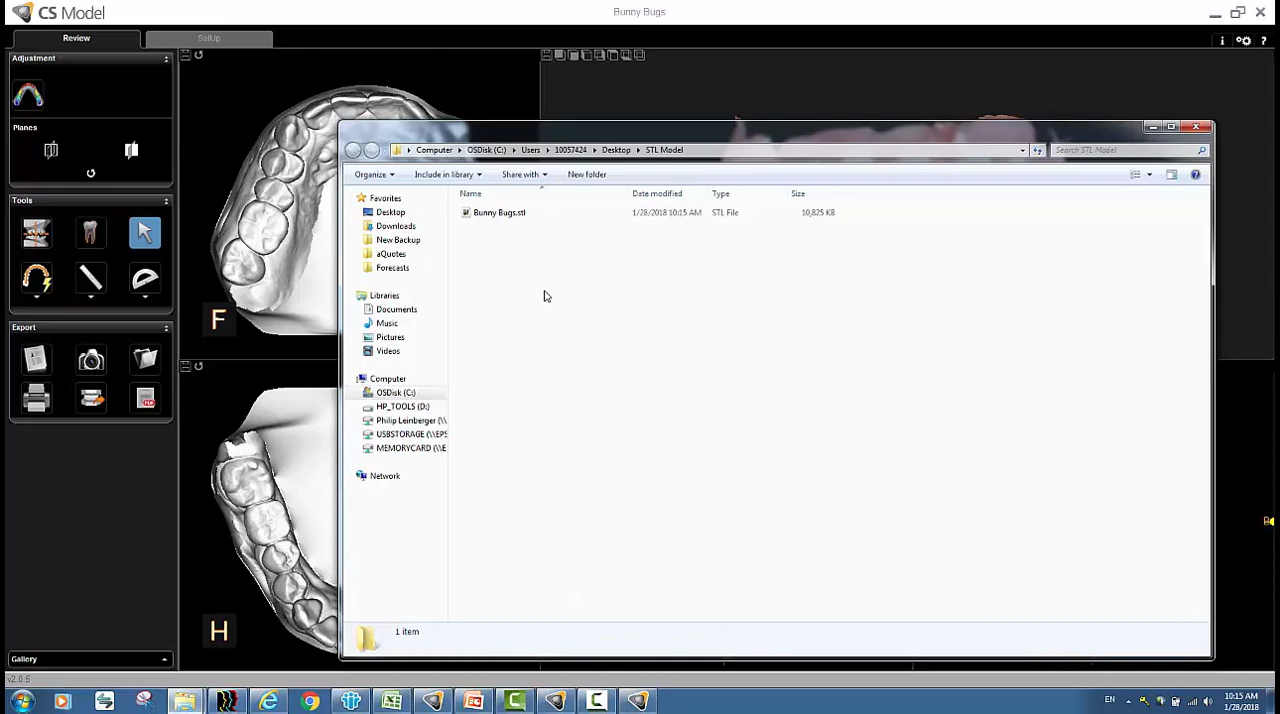 CS Model
Bunny Bugs
Review
SetUp
Adjustment
Planes
Tools
Export
F
H
Gallery
v2.0.5
Computer
OSDisk (C:)
Users
10057424
Desktop
STL Model
Search STL Model
Organize
Include in library
Share with
New folder
Name
Date modified
Type
Size
Bunny Bugs.stl
1/28/2018 10:15 AM
STL File
10,825 KB
Favorites
Desktop
Downloads
New Backup
aQuotes
Forecasts
Libraries
Documents
Music
Pictures
Videos
Computer
OSDisk (C:)
HP_TOOLS (D:)
Philip Leinberger (\\
USBSTORAGE (\\EPS
MEMORYCARD (\\E
Network
1 item
EN
10:15 AM
1/28/2018